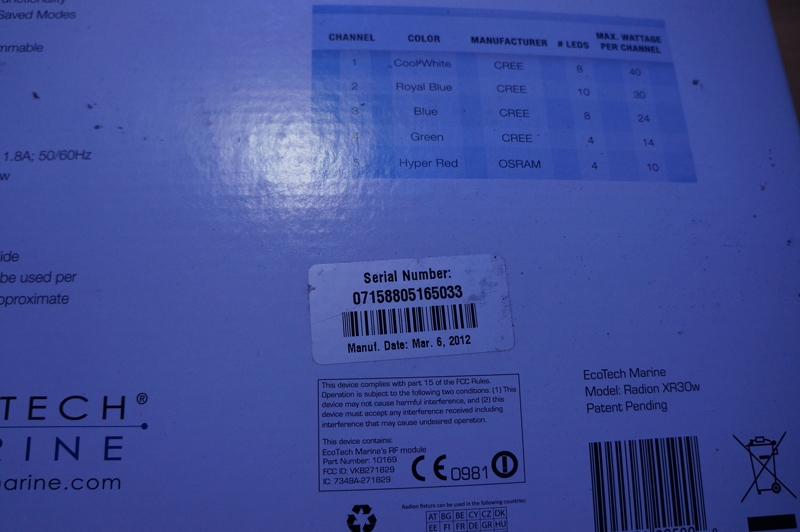 Saved Modes
1.8A; 50/60Hz
be used per
TECH®
CHANNEL COLOR MANUFACTURER # LEDS MAX. WATTAGE PER CHANNEL
1 Cool White CREE 8 40
2 Royal Blue CREE 10 30
3 Blue CREE 8 24
4 Green CREE 4 14
5 Hyper Red OSRAM 4 10
Serial Number:
07158805165033
Manuf. Date: Mar. 6, 2012
This device complies with part 15 of the FCC Rules.
Operation is subject to the following two conditions: (1) This
device may not cause harmful interference, and (2) this
device must accept any interference received including
interference that may cause undesired operation.
This device contains:
EcoTech Marine's RF module
Part Number: 10169
FCC ID: VKB271829
IC: 7349A-271829
CE 0981
EcoTech Marine
Model: Radion XR30w
Patent Pending
Radion fixture can be used in the following countries:
AT BG BE CY CZ DK
EE FI FR DE GR HU